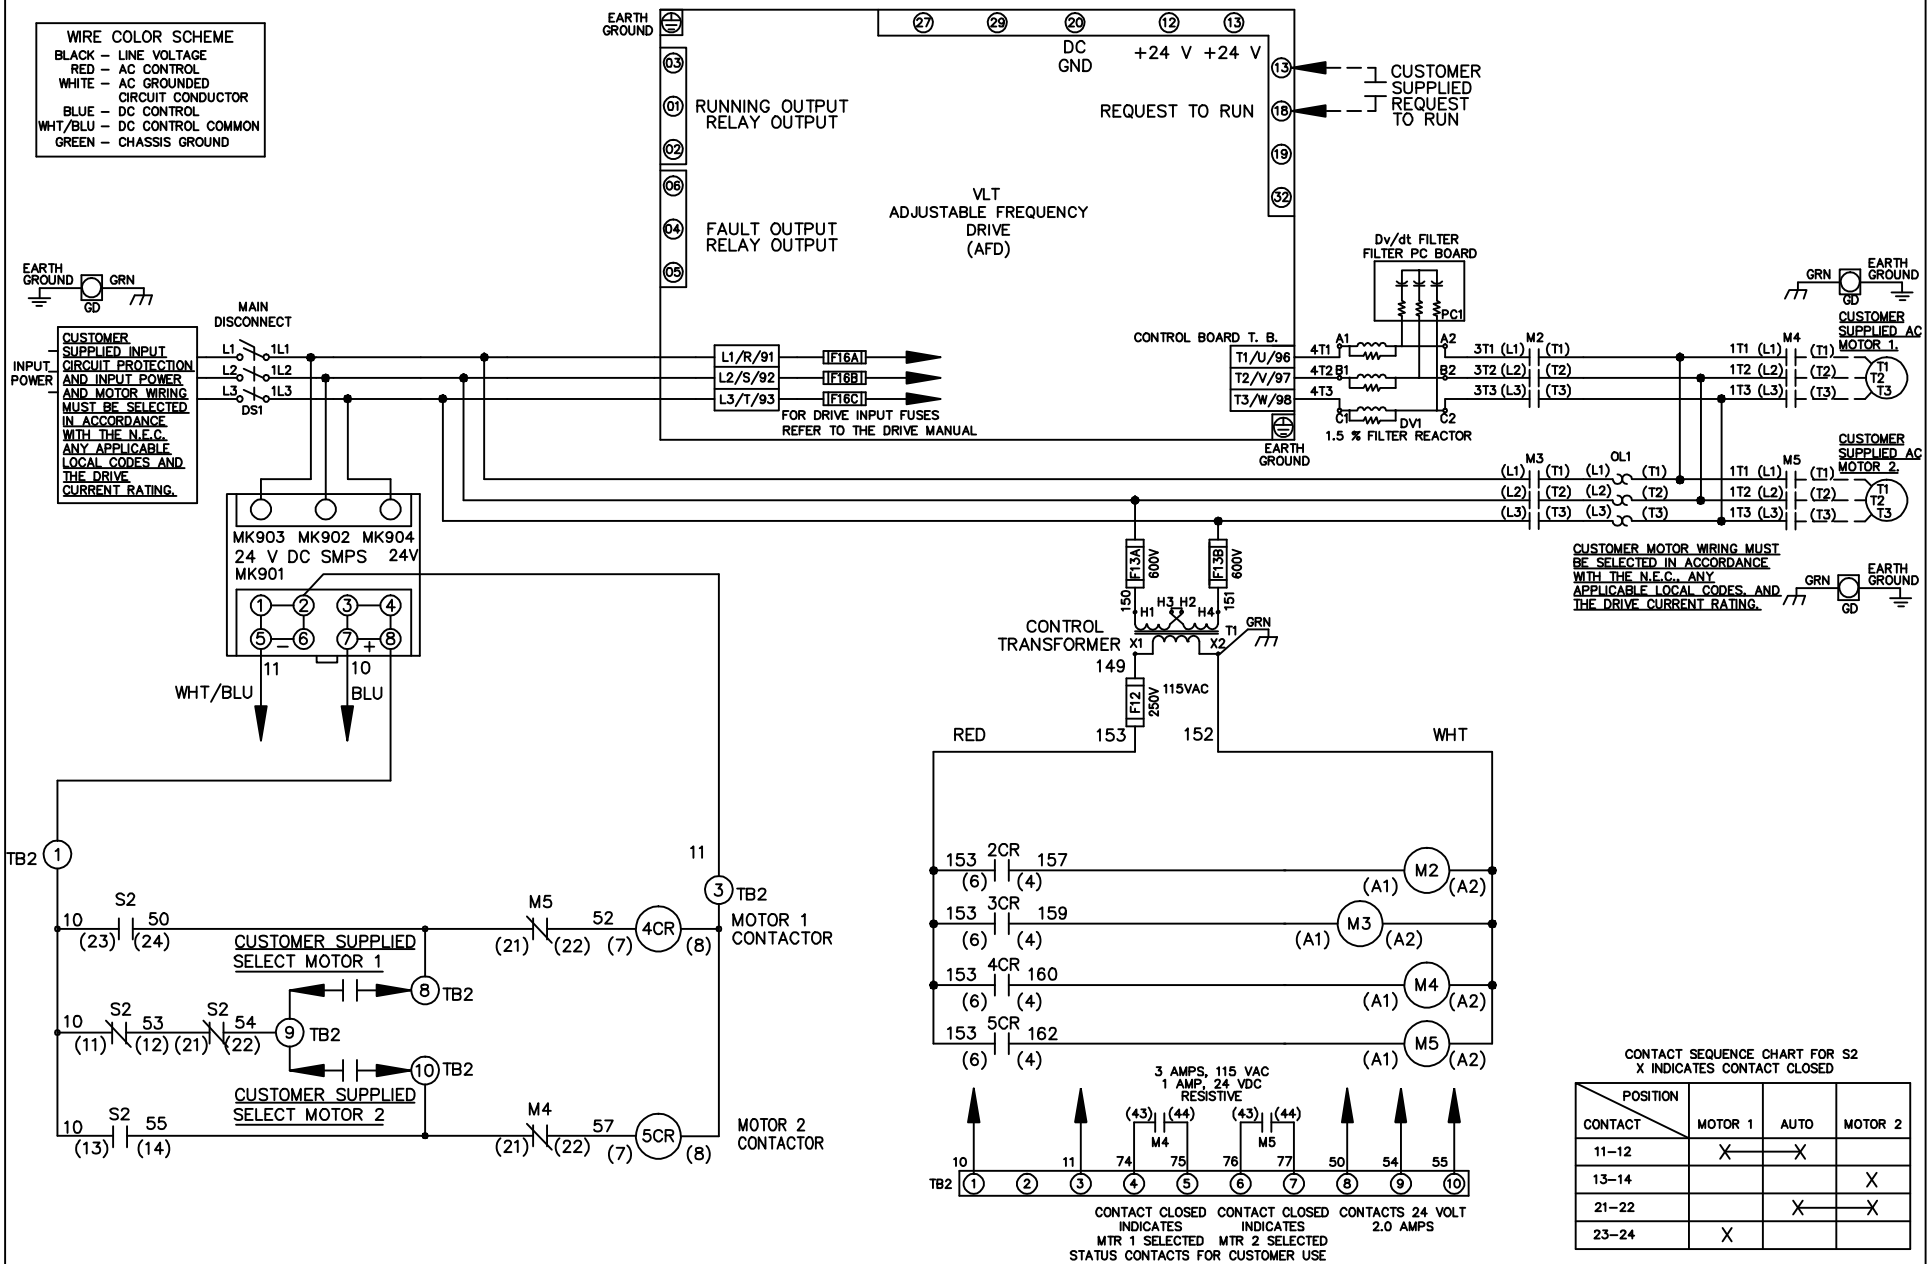 WIRE COLOR SCHEME
BLACK – LINE VOLTAGE
RED – AC CONTROL
WHITE – AC GROUNDED
CIRCUIT CONDUCTOR
BLUE – DC CONTROL
WHT/BLU – DC CONTROL COMMON
GREEN – CHASSIS GROUND
EARTH
GROUND
27 29 20 12 13
DC
GND
+24 V +24 V
03
01
02
RUNNING OUTPUT
RELAY OUTPUT
06
04
05
FAULT OUTPUT
RELAY OUTPUT
VLT
ADJUSTABLE FREQUENCY
DRIVE
(AFD)
REQUEST TO RUN
13
18
19
32
CUSTOMER
SUPPLIED
REQUEST
TO RUN
EARTH
GROUND
GRN
GD
INPUT
POWER
CUSTOMER
SUPPLIED INPUT
CIRCUIT PROTECTION
AND INPUT POWER
AND MOTOR WIRING
MUST BE SELECTED
IN ACCORDANCE
WITH THE N.E.C.
ANY APPLICABLE
LOCAL CODES AND
THE DRIVE
CURRENT RATING.
MAIN
DISCONNECT
L1 1L1
L2 1L2
L3 1L3
DS1
L1/R/91 F16A
L2/S/92 F16B
L3/T/93 F16C
FOR DRIVE INPUT FUSES
REFER TO THE DRIVE MANUAL
CONTROL BOARD T. B.
T1/U/96
T2/V/97
T3/W/98
EARTH
GROUND
Dv/dt FILTER
FILTER PC BOARD
PC1
4T1 A1 A2
4T2 B1 B2
4T3 C1 C2
DV1
1.5 % FILTER REACTOR
M2
3T1 (L1) (T1)
3T2 (L2) (T2)
3T3 (L3) (T3)
GRN
GD
EARTH
GROUND
CUSTOMER
SUPPLIED AC
MOTOR 1.
M4
1T1 (L1) (T1)
1T2 (L2) (T2)
1T3 (L3) (T3)
T1
T2
T3
M3 OL1
(L1) (T1) (L1) (T1)
(L2) (T2) (L2) (T2)
(L3) (T3) (L3) (T3)
CUSTOMER
SUPPLIED AC
MOTOR 2.
M5
1T1 (L1) (T1)
1T2 (L2) (T2)
1T3 (L3) (T3)
T1
T2
T3
CUSTOMER MOTOR WIRING MUST
BE SELECTED IN ACCORDANCE
WITH THE N.E.C., ANY
APPLICABLE LOCAL CODES, AND
THE DRIVE CURRENT RATING.
GRN
GD
EARTH
GROUND
MK903 MK902 MK904
24 V DC SMPS 24V
MK901
1 2 3 4
5 – 6 7 + 8
11 10
WHT/BLU BLU
F13A 600V
F13B 600V
150 151
H1 H3 H2 H4
CONTROL
TRANSFORMER
X1 X2 T1 GRN
149
F12 250V
115VAC
153 152
RED WHT
TB2 1
11
3 TB2
S2
10 50
(23) (24)
M5
52
(21) (22) (7) 4CR (8)
MOTOR 1
CONTACTOR
CUSTOMER SUPPLIED
SELECT MOTOR 1
8 TB2
S2 S2
10 53 54
(11) (12) (21) (22)
9 TB2
10 TB2
CUSTOMER SUPPLIED
SELECT MOTOR 2
S2
10 55
(13) (14)
M4
57
(21) (22) (7) 5CR (8)
MOTOR 2
CONTACTOR
153 2CR 157
(6) (4) (A1) M2 (A2)
153 3CR 159
(6) (4) (A1) M3 (A2)
153 4CR 160
(6) (4) (A1) M4 (A2)
153 5CR 162
(6) (4) (A1) M5 (A2)
3 AMPS, 115 VAC
1 AMP, 24 VDC
RESISTIVE
(43) (44) (43) (44)
M4 M5
10 11 74 75 76 77 50 54 55
TB2 1 2 3 4 5 6 7 8 9 10
CONTACT CLOSED
INDICATES
MTR 1 SELECTED
CONTACT CLOSED
INDICATES
MTR 2 SELECTED
CONTACTS 24 VOLT
2.0 AMPS
STATUS CONTACTS FOR CUSTOMER USE
CONTACT SEQUENCE CHART FOR S2
X INDICATES CONTACT CLOSED
POSITION
CONTACT MOTOR 1 AUTO MOTOR 2
11–12 X X
13–14 X
21–22 X X
23–24 X